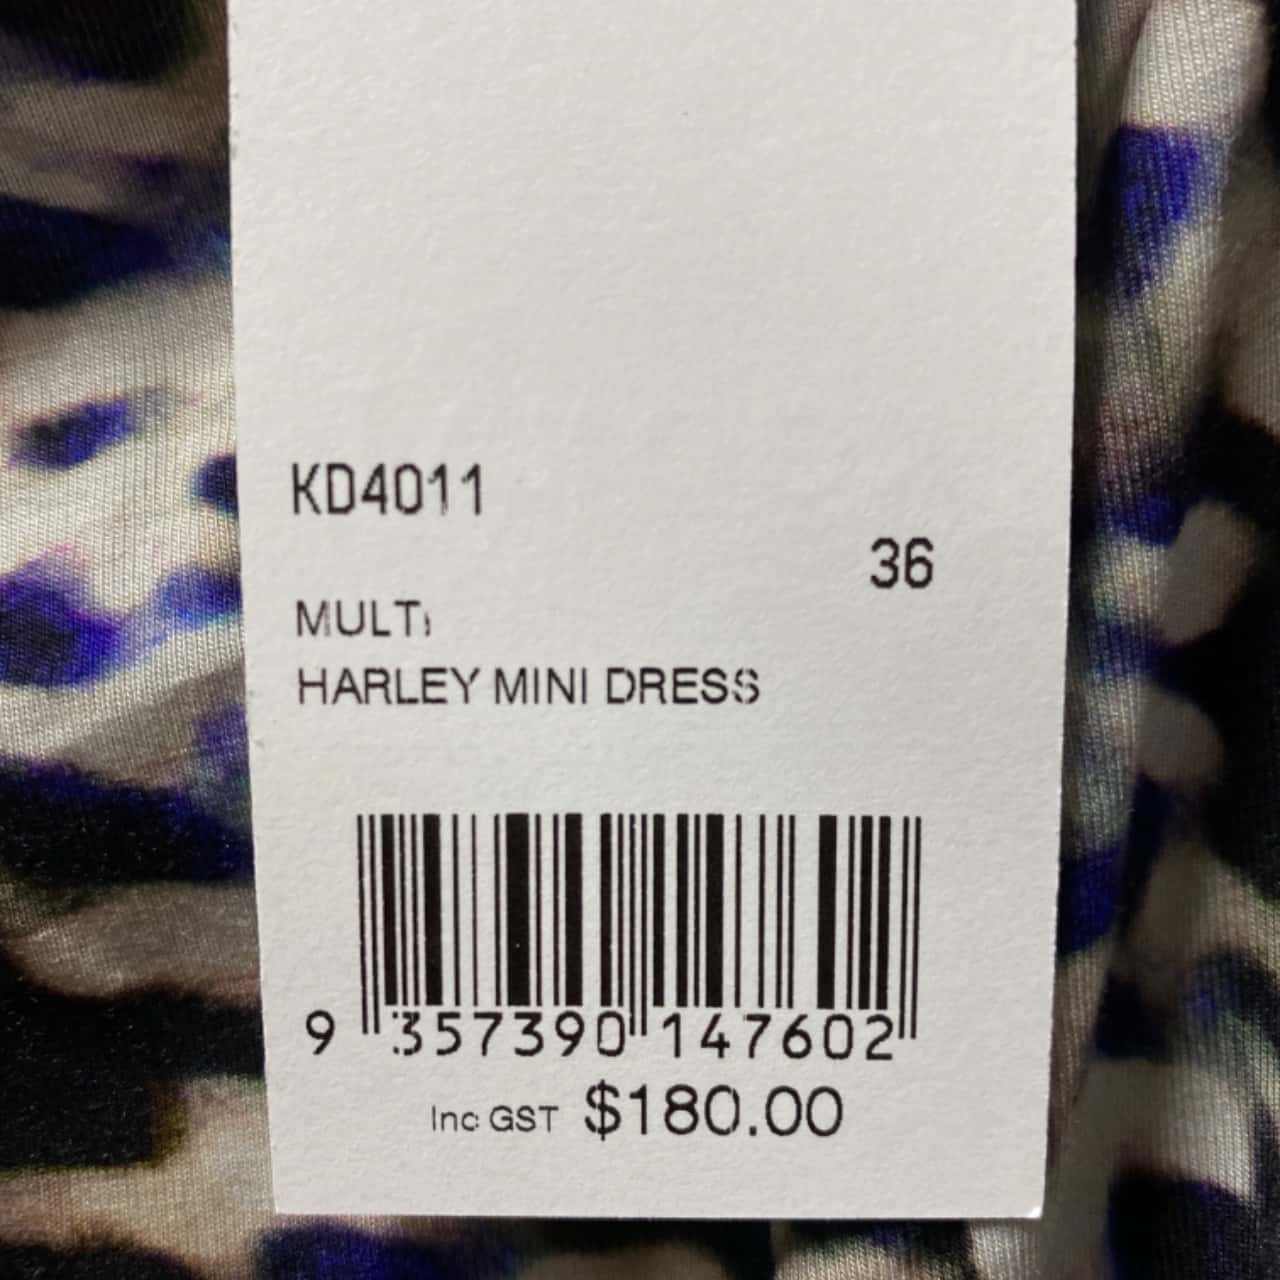 KD4011
36
MULTI
HARLEY MINI DRESS
9 357390 147602
Inc GST $180.00